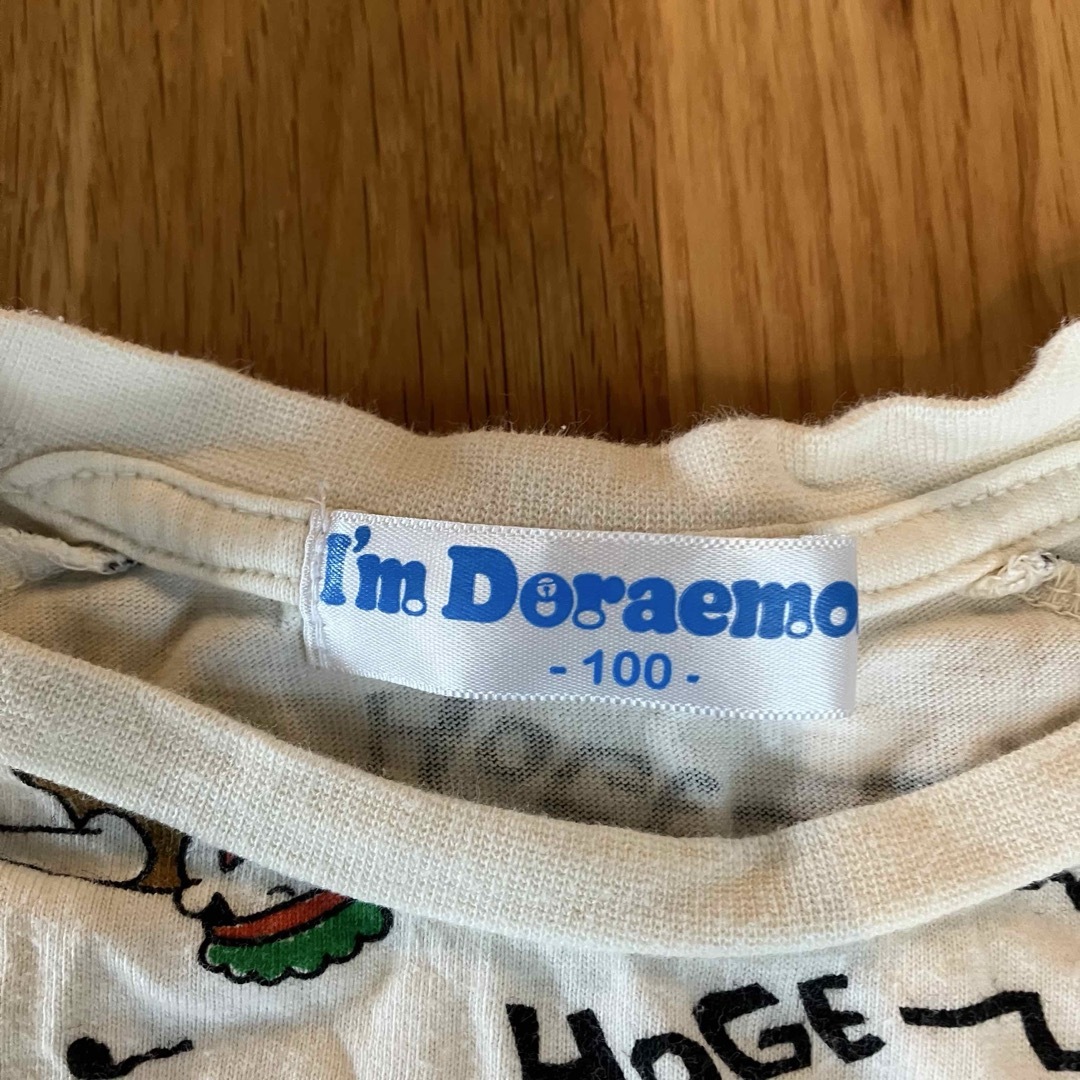 I'm Doraemo
- 100 -
HOGE